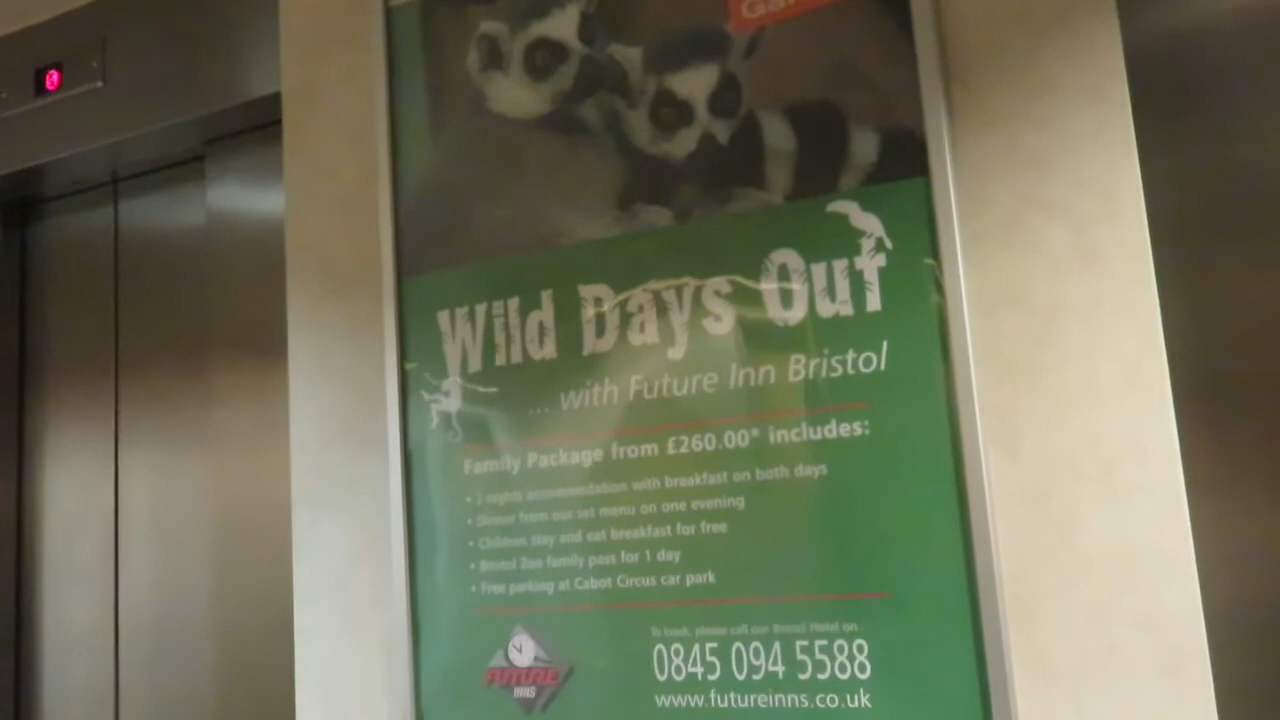 Wild Days Out
... with Future Inn Bristol
Family Package from £260.00* includes:
• 2 nights accommodation with breakfast on both days
• Dinner from our set menu on one evening
• Children stay and eat breakfast for free
• Bristol Zoo family pass for 1 day
• Free parking at Cabot Circus car park
To book, please call our Bristol Hotel on :
0845 094 5588
www.futureinns.co.uk
FUTURE
INNS